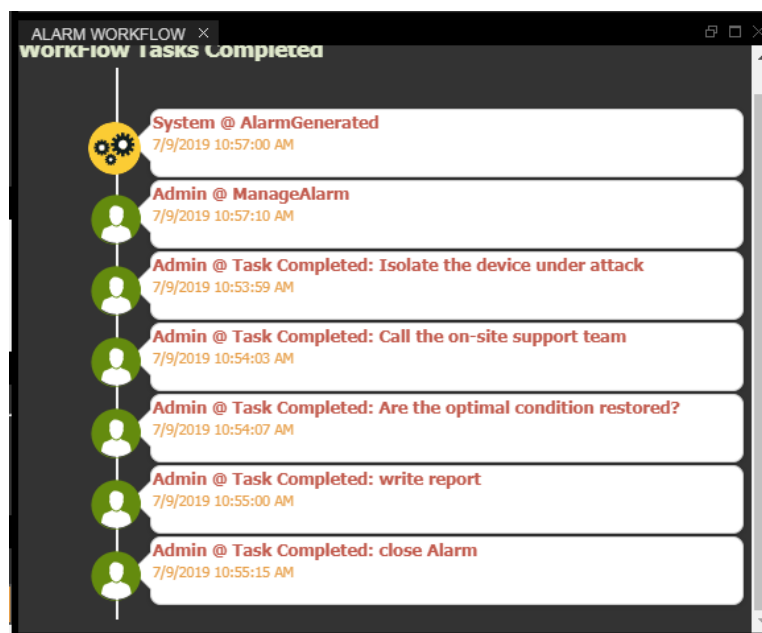 ALARM WORKFLOW
WorkFlow Tasks Completed
System @ AlarmGenerated
7/9/2019 10:57:00 AM
Admin @ ManageAlarm
7/9/2019 10:57:10 AM
Admin @ Task Completed: Isolate the device under attack
7/9/2019 10:53:59 AM
Admin @ Task Completed: Call the on-site support team
7/9/2019 10:54:03 AM
Admin @ Task Completed: Are the optimal condition restored?
7/9/2019 10:54:07 AM
Admin @ Task Completed: write report
7/9/2019 10:55:00 AM
Admin @ Task Completed: close Alarm
7/9/2019 10:55:15 AM